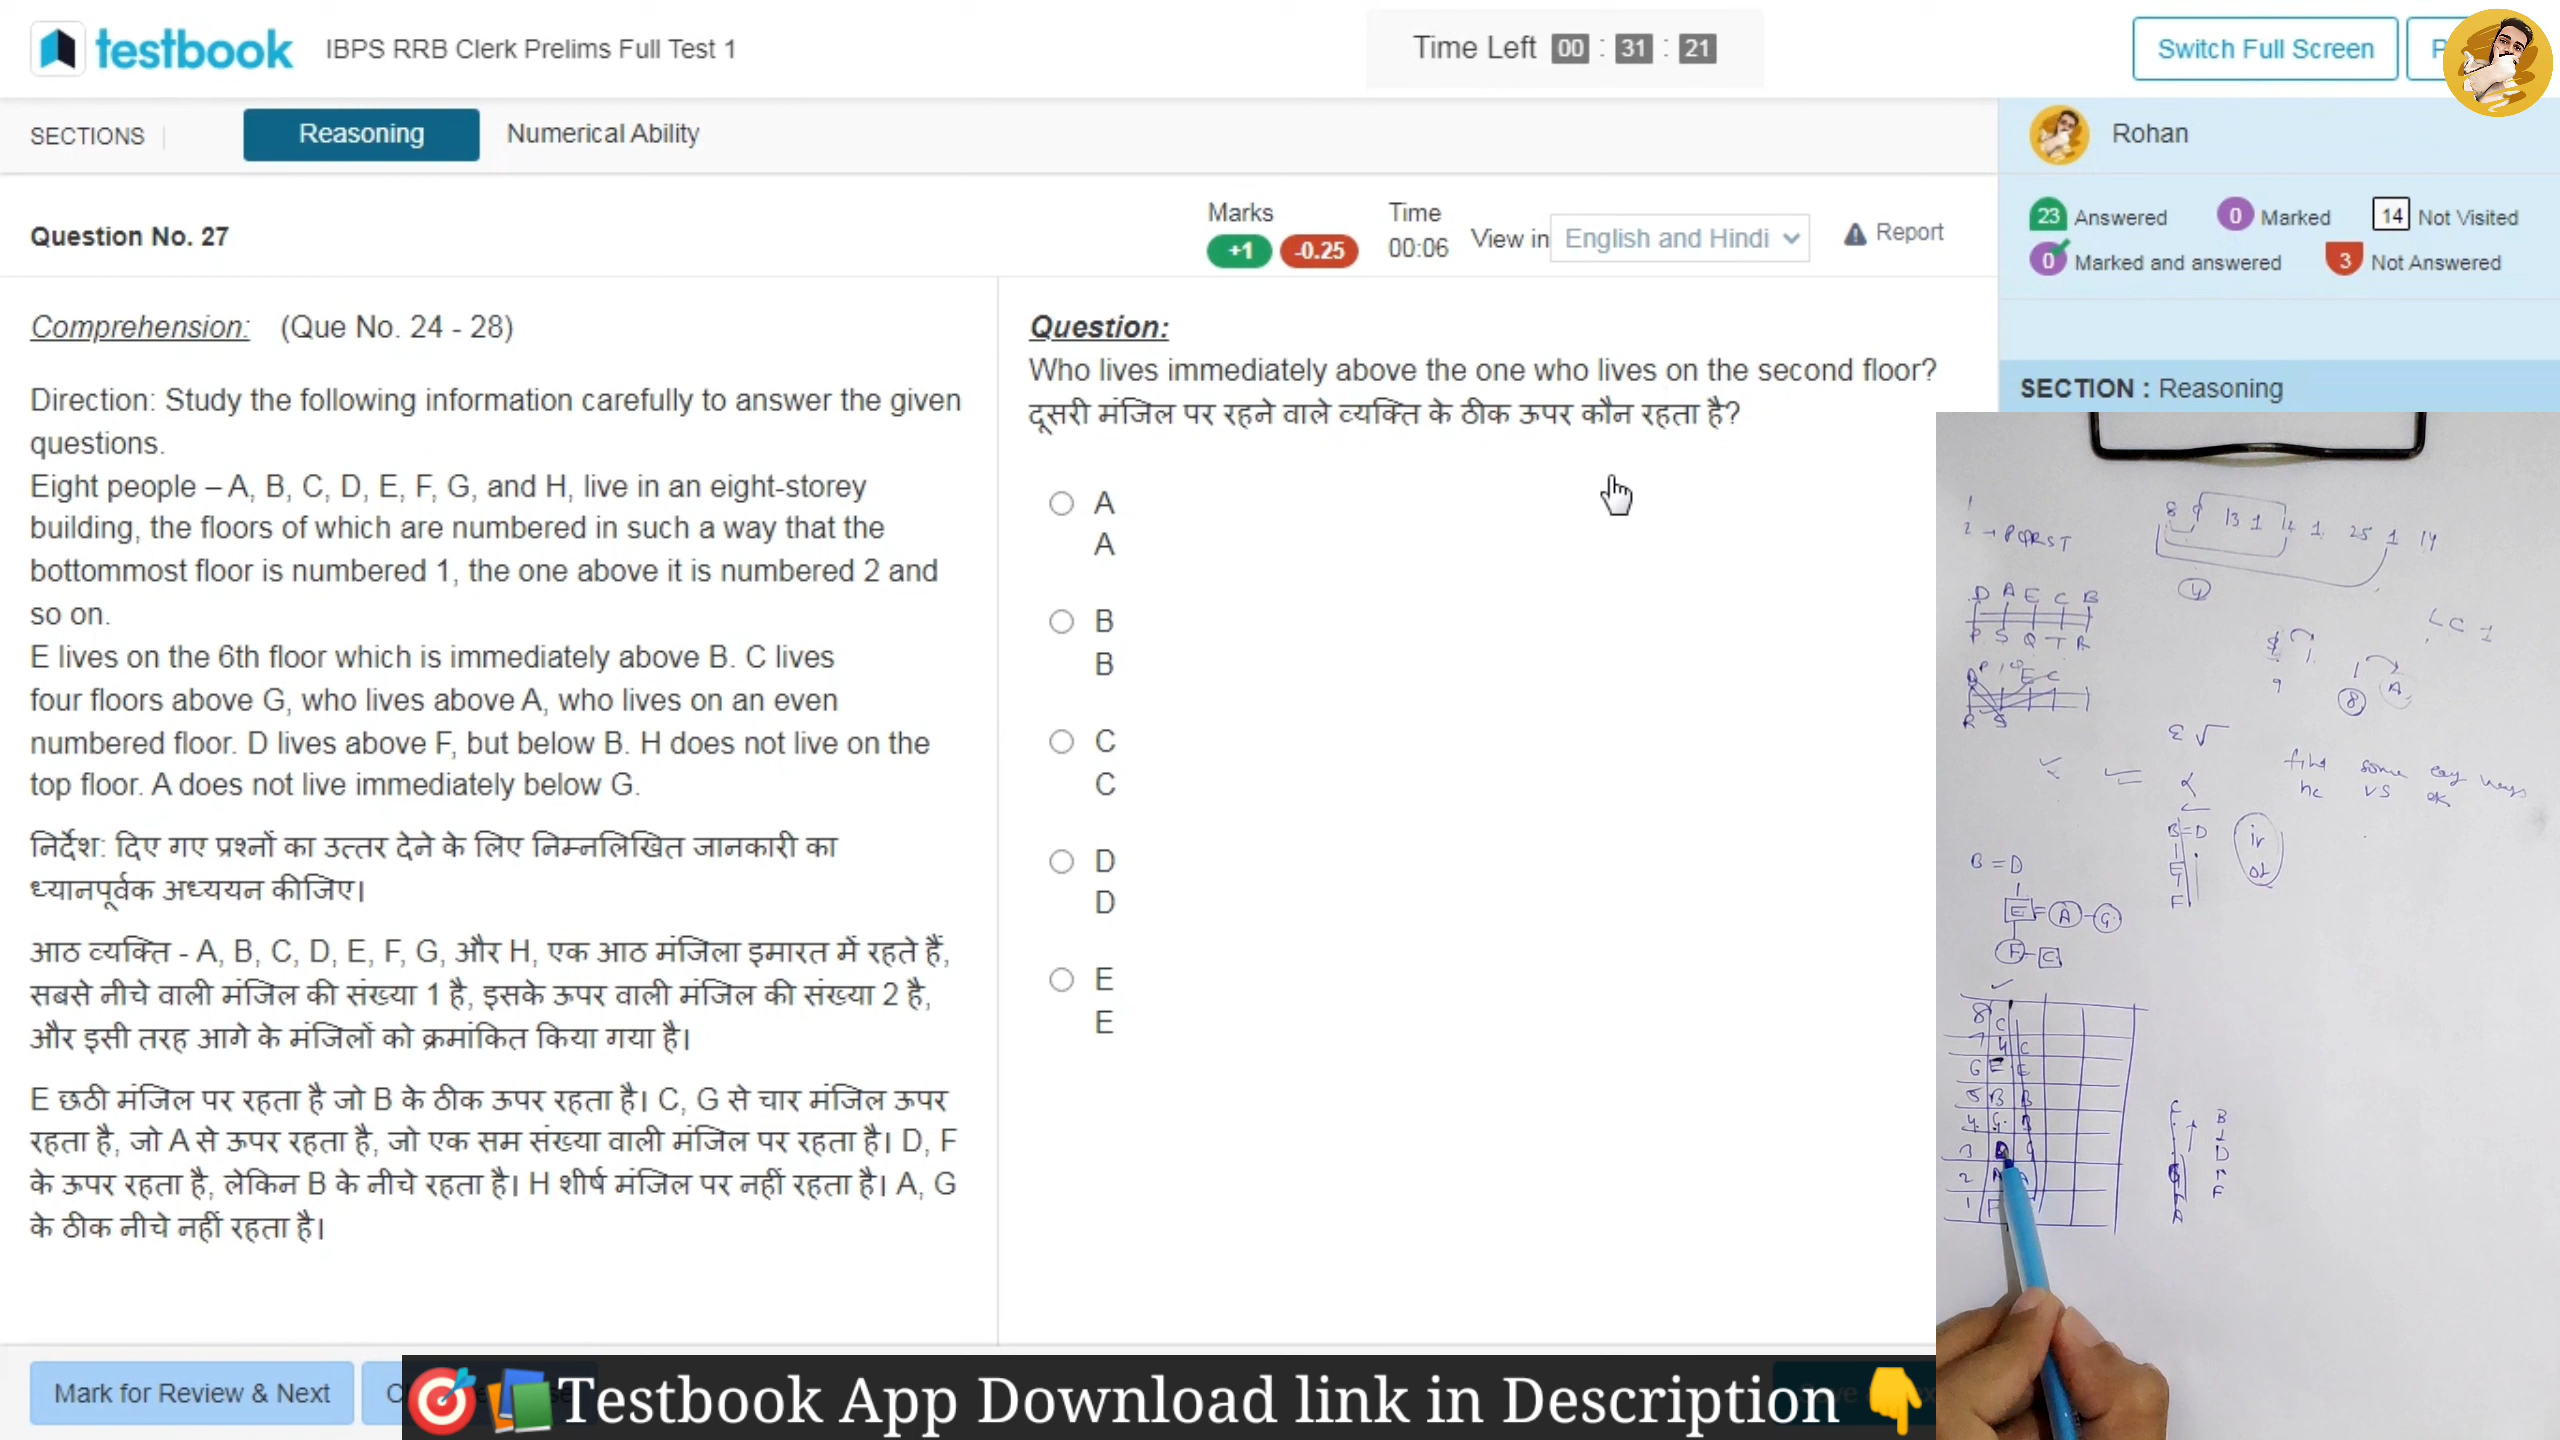 testbook IBPS RRB Clerk Prelims Full Test 1
Time Left 00 : 31 : 21
Switch Full Screen
SECTIONS Reasoning Numerical Ability
Rohan
Question No. 27
Marks
+1 -0.25
Time
00:06
View in English and Hindi
Report
23 Answered 0 Marked 14 Not Visited
0 Marked and answered 3 Not Answered
SECTION : Reasoning
Comprehension: (Que No. 24 - 28)
Direction: Study the following information carefully to answer the given
questions.
Eight people – A, B, C, D, E, F, G, and H, live in an eight-storey
building, the floors of which are numbered in such a way that the
bottommost floor is numbered 1, the one above it is numbered 2 and
so on.
E lives on the 6th floor which is immediately above B. C lives
four floors above G, who lives above A, who lives on an even
numbered floor. D lives above F, but below B. H does not live on the
top floor. A does not live immediately below G.
निर्देश: दिए गए प्रश्नों का उत्तर देने के लिए निम्नलिखित जानकारी का
ध्यानपूर्वक अध्ययन कीजिए।
आठ व्यक्ति - A, B, C, D, E, F, G, और H, एक आठ मंजिला इमारत में रहते हैं,
सबसे नीचे वाली मंजिल की संख्या 1 है, इसके ऊपर वाली मंजिल की संख्या 2 है,
और इसी तरह आगे के मंजिलों को क्रमांकित किया गया है।
E छठी मंजिल पर रहता है जो B के ठीक ऊपर रहता है। C, G से चार मंजिल ऊपर
रहता है, जो A से ऊपर रहता है, जो एक सम संख्या वाली मंजिल पर रहता है। D, F
के ऊपर रहता है, लेकिन B के नीचे रहता है। H शीर्ष मंजिल पर नहीं रहता है। A, G
के ठीक नीचे नहीं रहता है।
Question:
Who lives immediately above the one who lives on the second floor?
दूसरी मंजिल पर रहने वाले व्यक्ति के ठीक ऊपर कौन रहता है?
A
A
B
B
C
C
D
D
E
E
Mark for Review & Next
Testbook App Download link in Description
2 → PQRST
D A E C B
P S Q T R
B = D
E = A - G
F - C